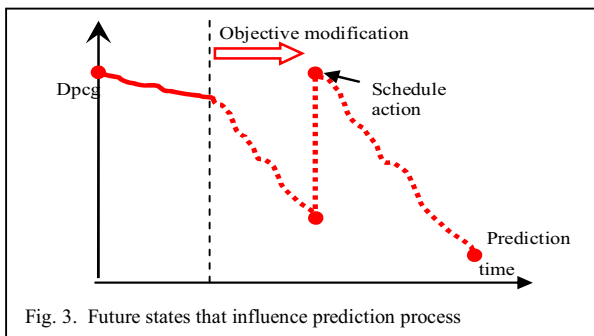 Objective modification
Dpcg
Schedule
action
Prediction
time
Fig. 3. Future states that influence prediction process